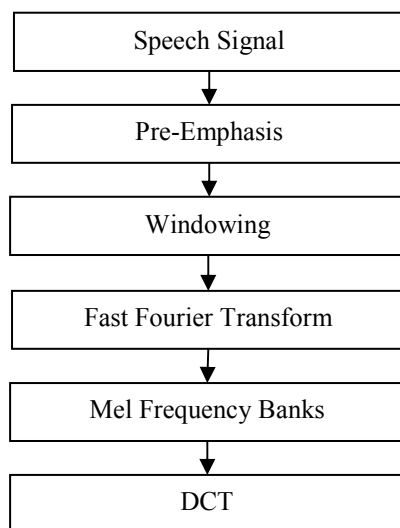 Speech Signal
Pre-Emphasis
Windowing
Fast Fourier Transform
Mel Frequency Banks
DCT